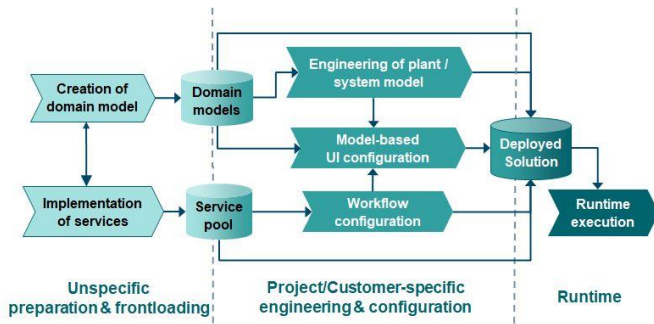 Creation of
domain model
Domain
models
Engineering of plant /
system model
Model-based
UI configuration
Deployed
Solution
Implementation
of services
Service
pool
Workflow
configuration
Runtime
execution
Unspecific
preparation & frontloading
Project/Customer-specific
engineering & configuration
Runtime